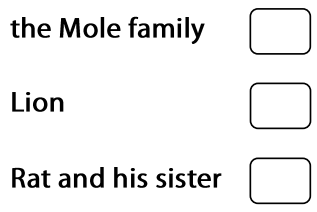 the Mole family
Lion
Rat and his sister